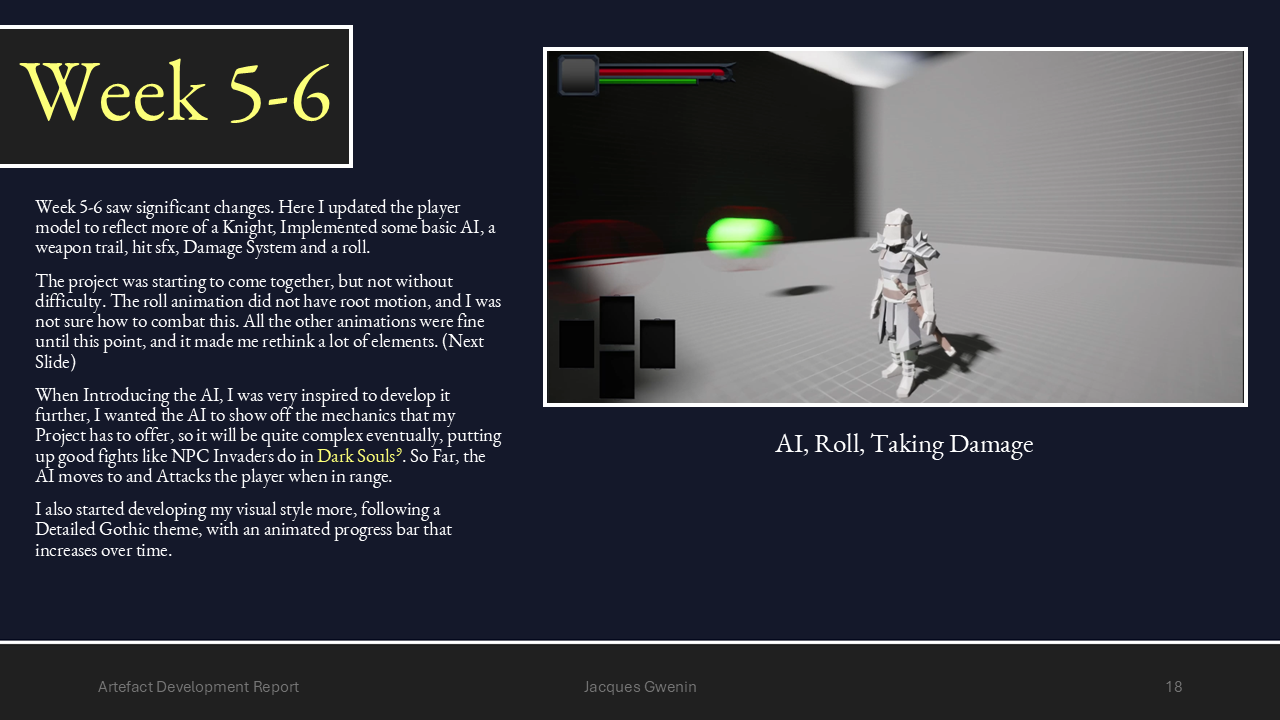 Week 5-6
Week 5-6 saw significant changes. Here I updated the player
model to reflect more of a Knight, Implemented some basic AI, a
weapon trail, hit sfx, Damage System and a roll.
The project was starting to come together, but not without
difficulty. The roll animation did not have root motion, and I was
not sure how to combat this. All the other animations were fine
until this point, and it made me rethink a lot of elements. (Next
Slide)
When Introducing the AI, I was very inspired to develop it
further, I wanted the AI to show off the mechanics that my
Project has to offer, so it will be quite complex eventually, putting
up good fights like NPC Invaders do in Dark Souls⁹. So Far, the
AI moves to and Attacks the player when in range.
I also started developing my visual style more, following a
Detailed Gothic theme, with an animated progress bar that
increases over time.
AI, Roll, Taking Damage
Artefact Development Report
Jacques Gwenin
18